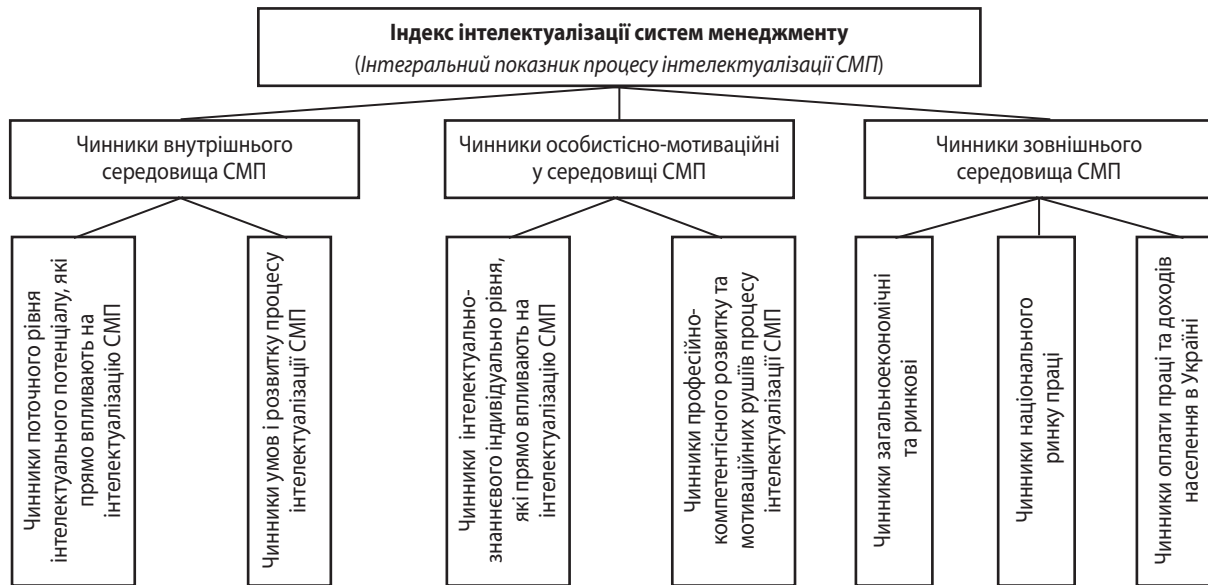 Індекс інтелектуалізації систем менеджменту
(Інтегральний показник процесу інтелектуалізації СМП)
Чинники внутрішнього
середовища СМП
Чинники особистісно-мотиваційні
у середовищі СМП
Чинники зовнішнього
середовища СМП
Чинники поточного рівня
інтелектуального потенціалу, які
прямо впливають на
інтелектуалізацію СМП
Чинники умов і розвитку процесу
інтелектуалізації СМП
Чинники інтелектуально-
знаннєвого індивідуально рівня,
які прямо впливають на
інтелектуалізацію СМП
Чинники професійно-
компетентісного розвитку та
мотиваційних рушіїв процесу
інтелектуалізації СМП
Чинники загальноекономічні
та ринкові
Чинники національного
ринку праці
Чинники оплати праці та доходів
населення в Україні